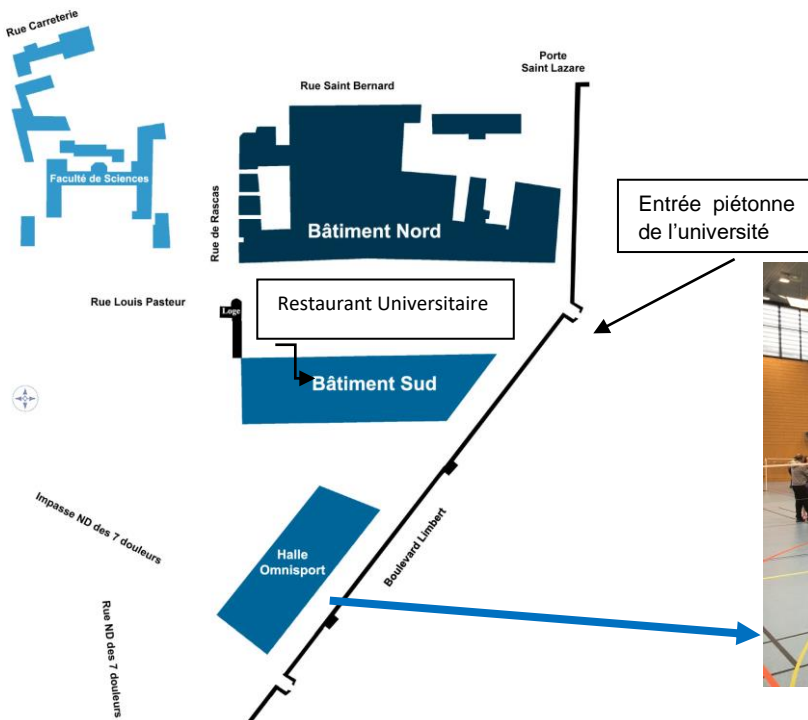 Rue Carreterie
Porte
Saint Lazare
Rue Saint Bernard
Faculté de Sciences
Rue de Rascas
Bâtiment Nord
Entrée piétonne
de l'université
Rue Louis Pasteur
Loge
Restaurant Universitaire
Bâtiment Sud
Impasse ND des 7 douleurs
Halle
Omnisport
Boulevard Limbert
Rue ND des 7 douleurs